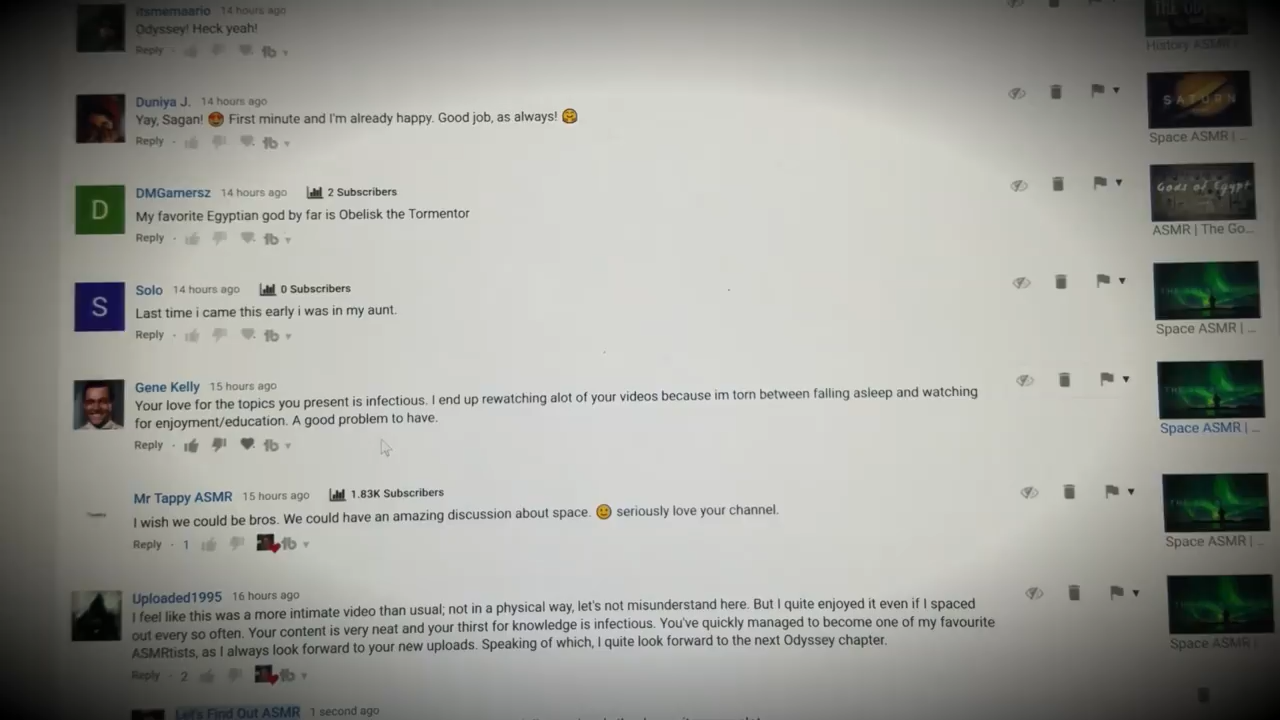 itsmemaario 14 hours ago
Odyssey! Heck yeah!
Reply
History ASMR | ...
Duniya J. 14 hours ago
Yay, Sagan! 😍 First minute and I'm already happy. Good job, as always! 🤗
Reply
SATURN
Space ASMR | ...
DMGamersz 14 hours ago 2 Subscribers
My favorite Egyptian god by far is Obelisk the Tormentor
Reply
Gods of Egypt
ASMR | The Go...
D
Solo 14 hours ago 0 Subscribers
Last time i came this early i was in my aunt.
Reply
S
Space ASMR | ...
Gene Kelly 15 hours ago
Your love for the topics you present is infectious. I end up rewatching alot of your videos because im torn between falling asleep and watching
for enjoyment/education. A good problem to have.
Reply
Space ASMR | ...
Mr Tappy ASMR 15 hours ago 1.83K Subscribers
I wish we could be bros. We could have an amazing discussion about space. 🙂 seriously love your channel.
Reply 1
Space ASMR | ...
Uploaded1995 16 hours ago
I feel like this was a more intimate video than usual; not in a physical way, let's not misunderstand here. But I quite enjoyed it even if I spaced
out every so often. Your content is very neat and your thirst for knowledge is infectious. You've quickly managed to become one of my favourite
ASMRtists, as I always look forward to your new uploads. Speaking of which, I quite look forward to the next Odyssey chapter.
Reply 2
Space ASMR | ...
Let's Find Out ASMR 1 second ago